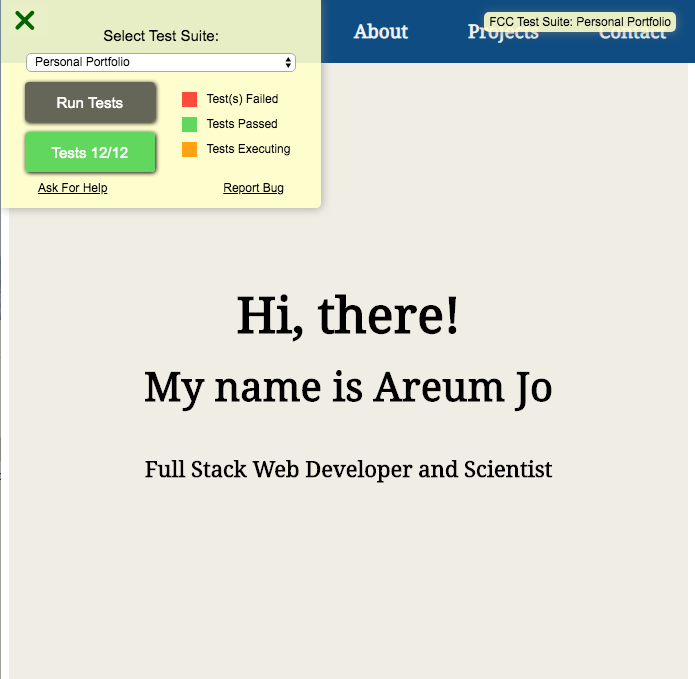 Select Test Suite:
Personal Portfolio
Run Tests
Tests 12/12
Test(s) Failed
Tests Passed
Tests Executing
Ask For Help
Report Bug
About
Projects
Contact
FCC Test Suite: Personal Portfolio
Hi, there!
My name is Areum Jo
Full Stack Web Developer and Scientist